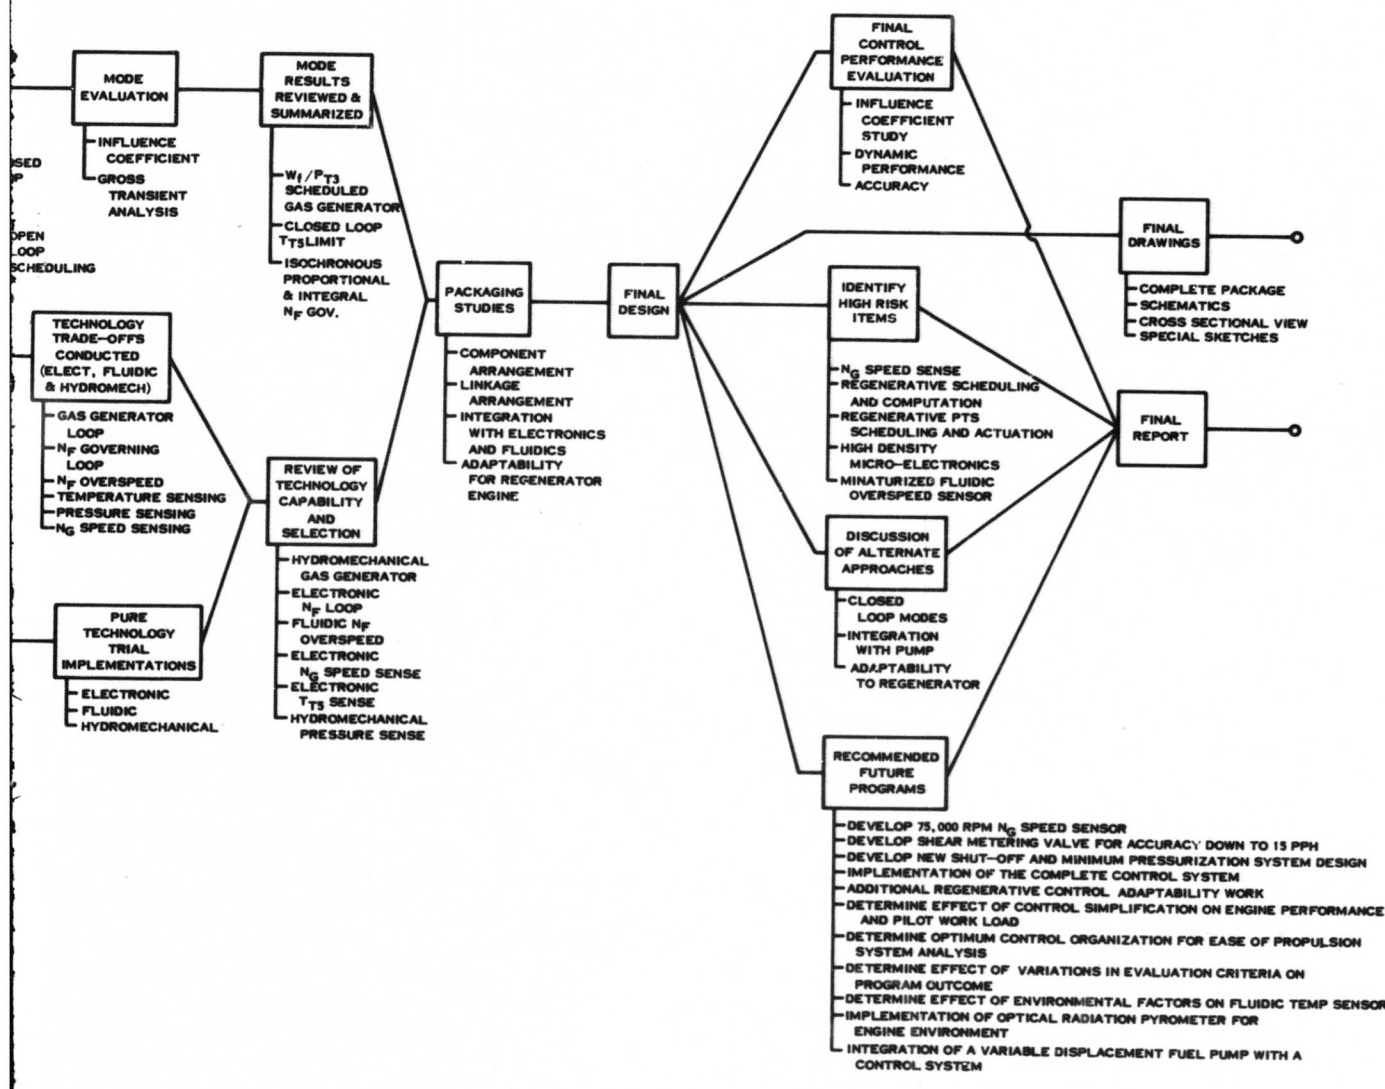 MODE
EVALUATION
INFLUENCE
COEFFICIENT
GROSS
TRANSIENT
ANALYSIS
OPEN
LOOP
SCHEDULING
MODE
RESULTS
REVIEWED &
SUMMARIZED
Wf/PT3
SCHEDULED
GAS GENERATOR
CLOSED LOOP
TT5 LIMIT
ISOCHRONOUS
PROPORTIONAL
& INTEGRAL
NF GOV.
TECHNOLOGY
TRADE-OFFS
CONDUCTED
(ELECT, FLUIDIC
& HYDROMECH)
GAS GENERATOR
LOOP
NF GOVERNING
LOOP
NF OVERSPEED
TEMPERATURE SENSING
PRESSURE SENSING
NG SPEED SENSING
PURE
TECHNOLOGY
TRIAL
IMPLEMENTATIONS
ELECTRONIC
FLUIDIC
HYDROMECHANICAL
REVIEW OF
TECHNOLOGY
CAPABILITY
AND
SELECTION
HYDROMECHANICAL
GAS GENERATOR
ELECTRONIC
NF LOOP
FLUIDIC NF
OVERSPEED
ELECTRONIC
NG SPEED SENSE
ELECTRONIC
TT5 SENSE
HYDROMECHANICAL
PRESSURE SENSE
PACKAGING
STUDIES
COMPONENT
ARRANGEMENT
LINKAGE
ARRANGEMENT
INTEGRATION
WITH ELECTRONICS
AND FLUIDICS
ADAPTABILITY
FOR REGENERATOR
ENGINE
FINAL
DESIGN
FINAL
CONTROL
PERFORMANCE
EVALUATION
INFLUENCE
COEFFICIENT
STUDY
DYNAMIC
PERFORMANCE
ACCURACY
IDENTIFY
HIGH RISK
ITEMS
NG SPEED SENSE
REGENERATIVE SCHEDULING
AND COMPUTATION
REGENERATIVE PTS
SCHEDULING AND ACTUATION
HIGH DENSITY
MICRO-ELECTRONICS
MINATURIZED FLUIDIC
OVERSPEED SENSOR
DISCUSSION
OF ALTERNATE
APPROACHES
CLOSED
LOOP MODES
INTEGRATION
WITH PUMP
ADAPTABILITY
TO REGENERATOR
RECOMMENDED
FUTURE
PROGRAMS
DEVELOP 75,000 RPM NG SPEED SENSOR
DEVELOP SHEAR METERING VALVE FOR ACCURACY DOWN TO 15 PPH
DEVELOP NEW SHUT-OFF AND MINIMUM PRESSURIZATION SYSTEM DESIGN
IMPLEMENTATION OF THE COMPLETE CONTROL SYSTEM
ADDITIONAL REGENERATIVE CONTROL ADAPTABILITY WORK
DETERMINE EFFECT OF CONTROL SIMPLIFICATION ON ENGINE PERFORMANCE
AND PILOT WORK LOAD
DETERMINE OPTIMUM CONTROL ORGANIZATION FOR EASE OF PROPULSION
SYSTEM ANALYSIS
DETERMINE EFFECT OF VARIATIONS IN EVALUATION CRITERIA ON
PROGRAM OUTCOME
DETERMINE EFFECT OF ENVIRONMENTAL FACTORS ON FLUIDIC TEMP SENSOR
IMPLEMENTATION OF OPTICAL RADIATION PYROMETER FOR
ENGINE ENVIRONMENT
INTEGRATION OF A VARIABLE DISPLACEMENT FUEL PUMP WITH A
CONTROL SYSTEM
FINAL
DRAWINGS
COMPLETE PACKAGE
SCHEMATICS
CROSS SECTIONAL VIEW
SPECIAL SKETCHES
FINAL
REPORT